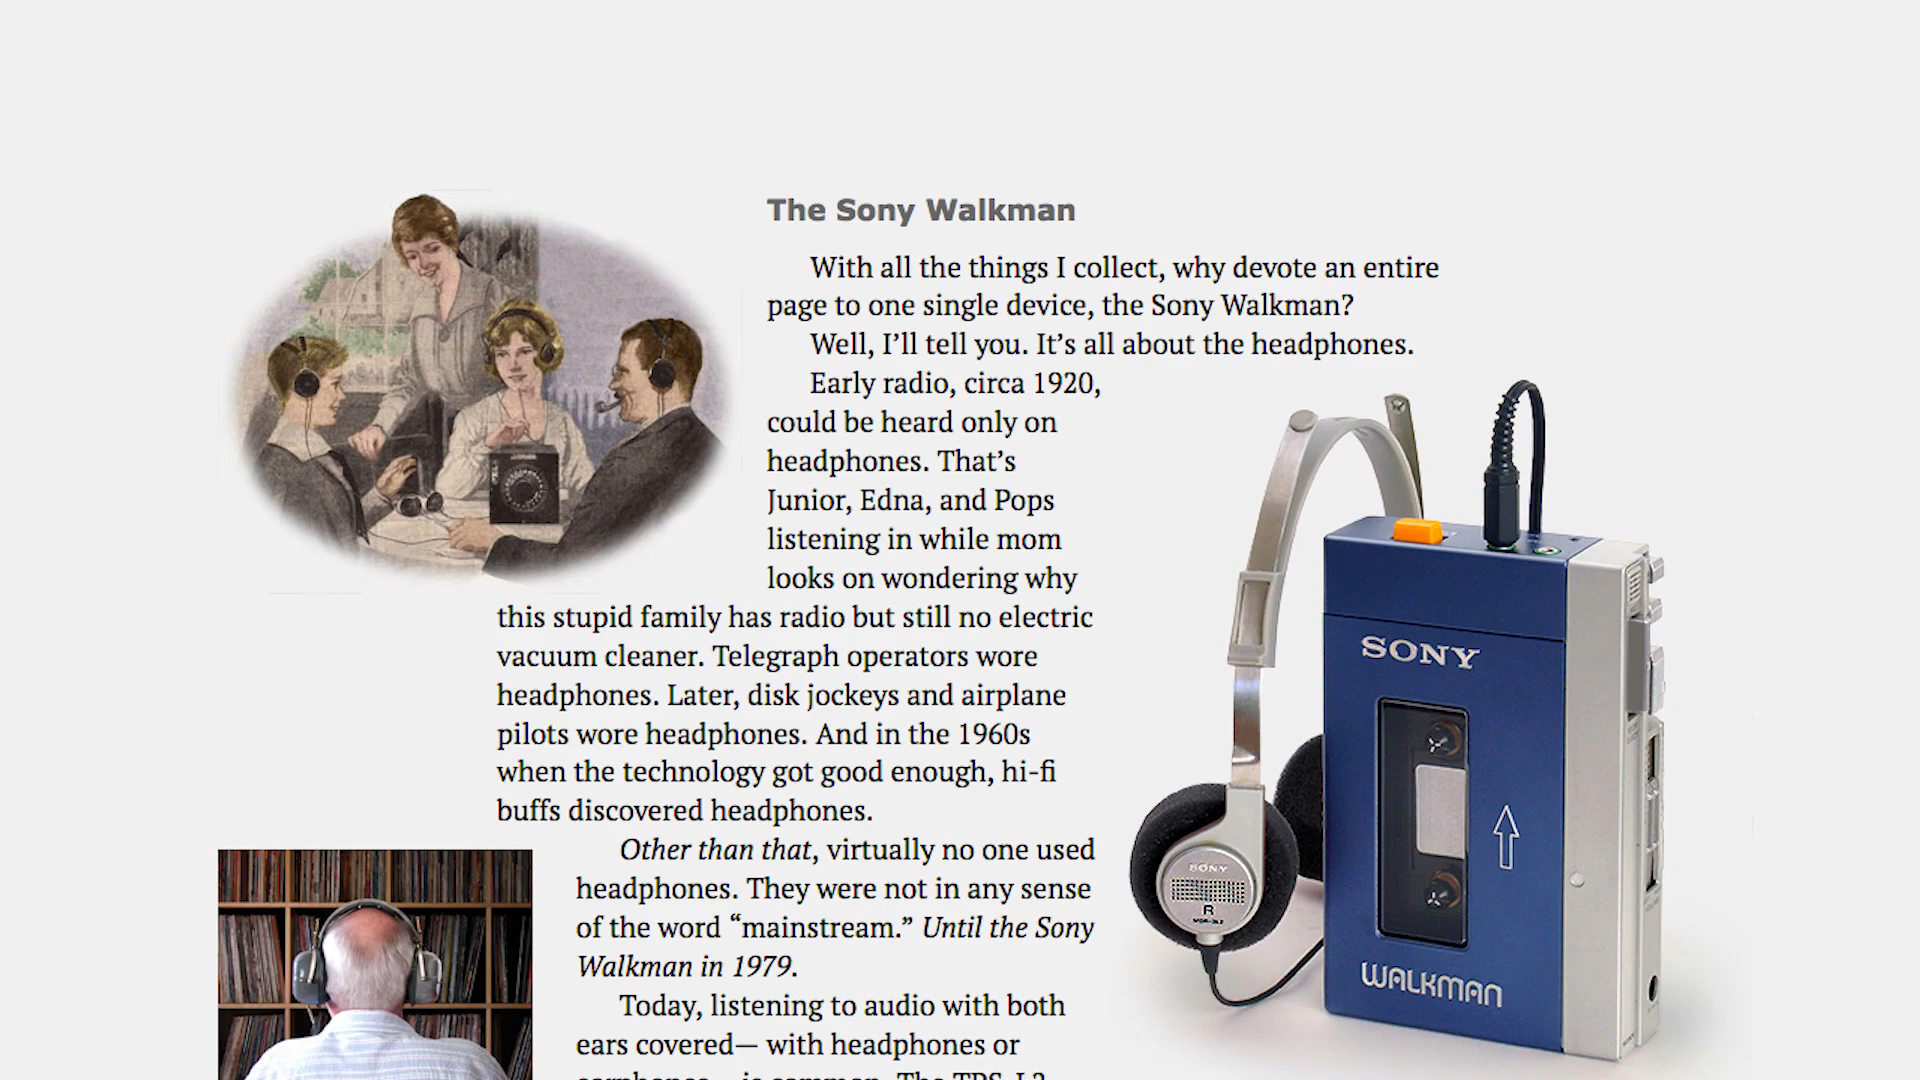 The Sony Walkman
With all the things I collect, why devote an entire
page to one single device, the Sony Walkman?
Well, I’ll tell you. It’s all about the headphones.
Early radio, circa 1920,
could be heard only on
headphones. That’s
Junior, Edna, and Pops
listening in while mom
looks on wondering why
this stupid family has radio but still no electric
vacuum cleaner. Telegraph operators wore
headphones. Later, disk jockeys and airplane
pilots wore headphones. And in the 1960s
when the technology got good enough, hi-fi
buffs discovered headphones.
Other than that, virtually no one used
headphones. They were not in any sense
of the word “mainstream.” Until the Sony
Walkman in 1979.
Today, listening to audio with both
ears covered— with headphones or
SONY
WALKMAN
SONY
R